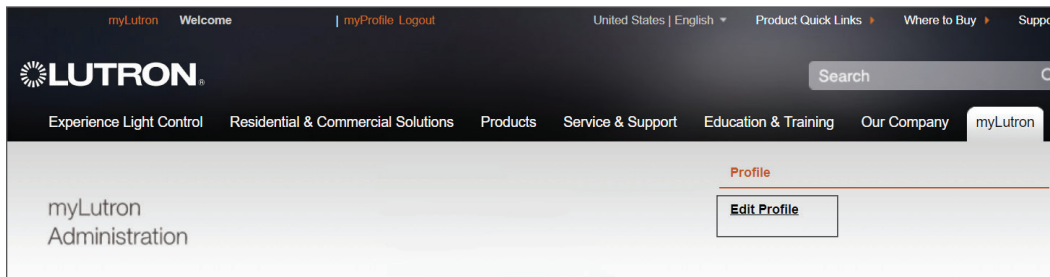 myLutron Welcome | myProfile Logout United States | English Product Quick Links Where to Buy Suppo
LUTRON®
Search
Experience Light Control Residential & Commercial Solutions Products Service & Support Education & Training Our Company myLutron
Profile
Edit Profile
myLutron
Administration